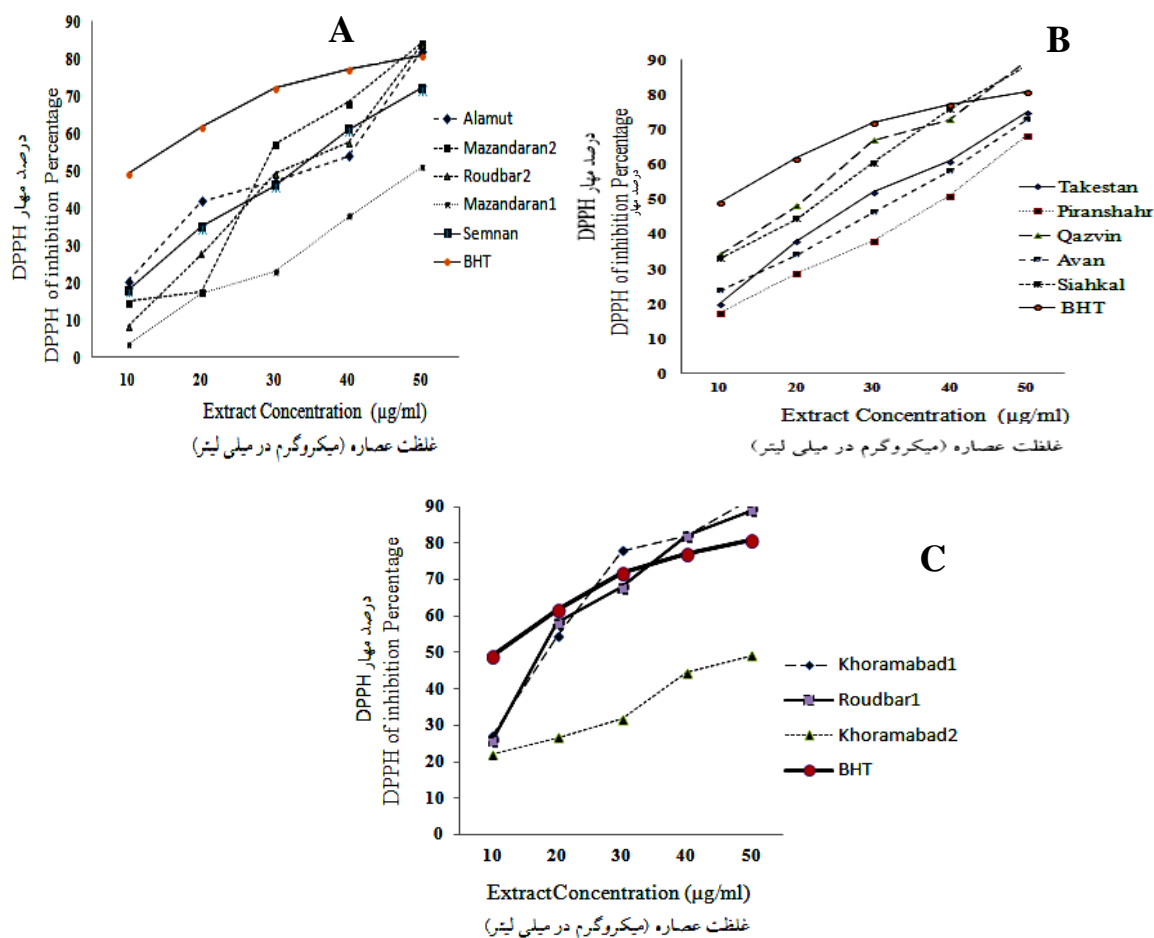 A
90
80
70
60
50
40
30
20
10
0
درصد مهار DPPH
DPPH of inhibition Percentage
10 20 30 40 50
Extract Concentration (µg/ml)
غلظت عصاره (میکروگرم در میلی لیتر)
Alamut
Mazandaran2
Roudbar2
Mazandaran1
Semnan
BHT
B
90
80
70
60
50
40
30
20
10
0
درصد مهار DPPH
DPPH of inhibition Percentage
درصد مهار
10 20 30 40 50
Extract Concentration (µg/ml)
غلظت عصاره (میکروگرم در میلی لیتر)
Takestan
Piranshahr
Qazvin
Avan
Siahkal
BHT
C
90
80
70
60
50
40
30
20
10
0
درصد مهار DPPH
DPPH of inhibition Percentage
10 20 30 40 50
ExtractConcentration (µg/ml)
غلظت عصاره (میکروگرم در میلی لیتر)
Khoramabad1
Roudbar1
Khoramabad2
BHT